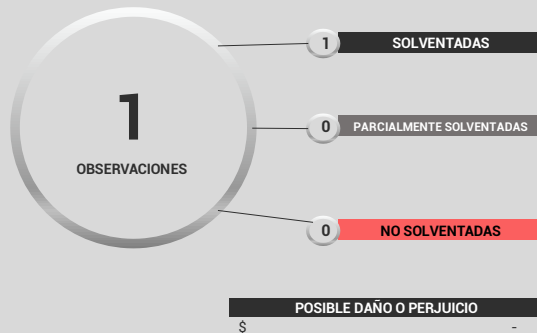 1
OBSERVACIONES
1 SOLVENTADAS
0 PARCIALMENTE SOLVENTADAS
0 NO SOLVENTADAS
POSIBLE DAÑO O PERJUICIO
$ -